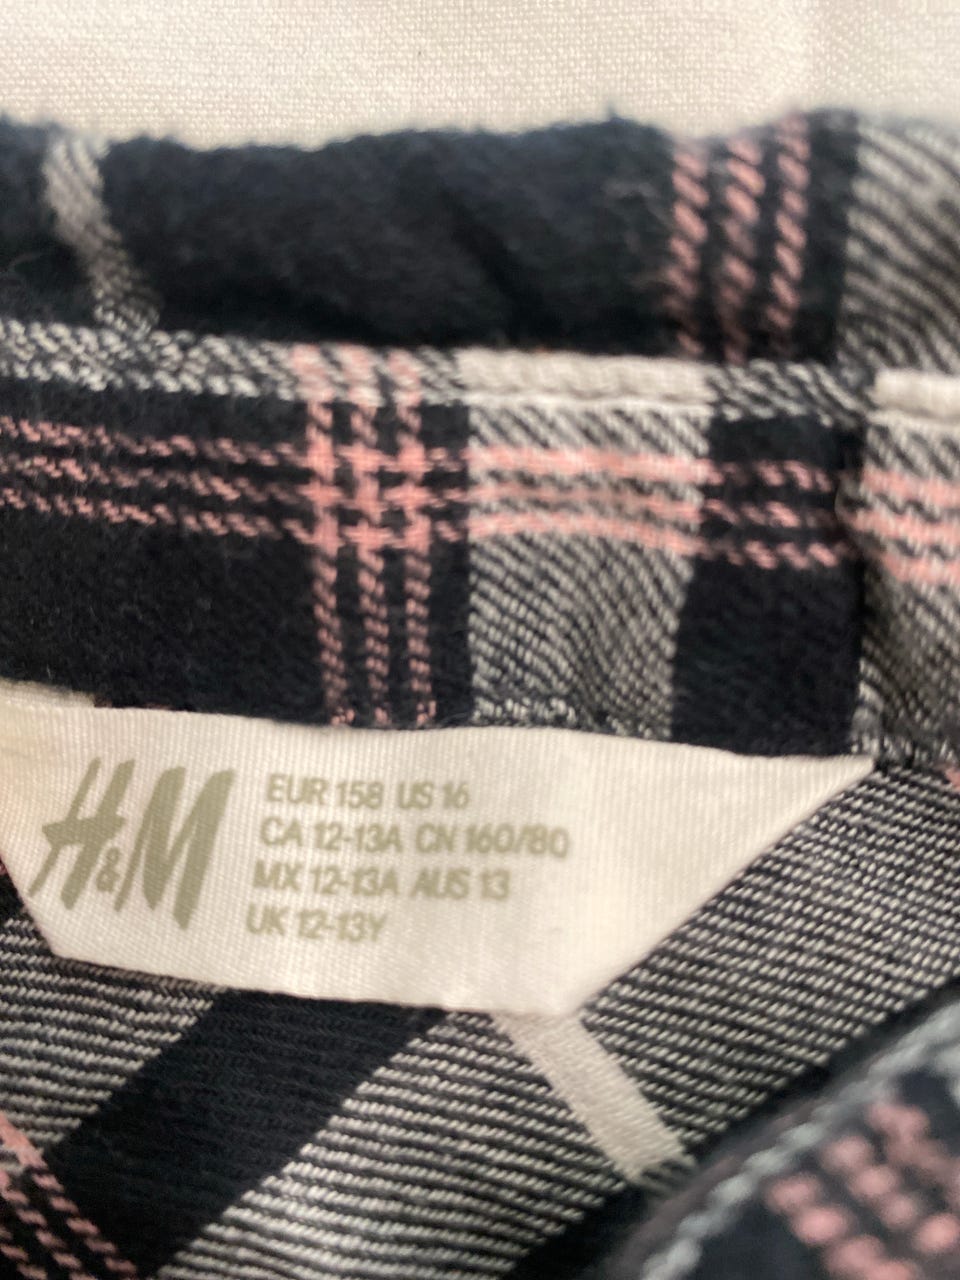 H&M
EUR 158 US 16
CA 12-13A CN 160/80
MX 12-13A AUS 13
UK 12-13Y